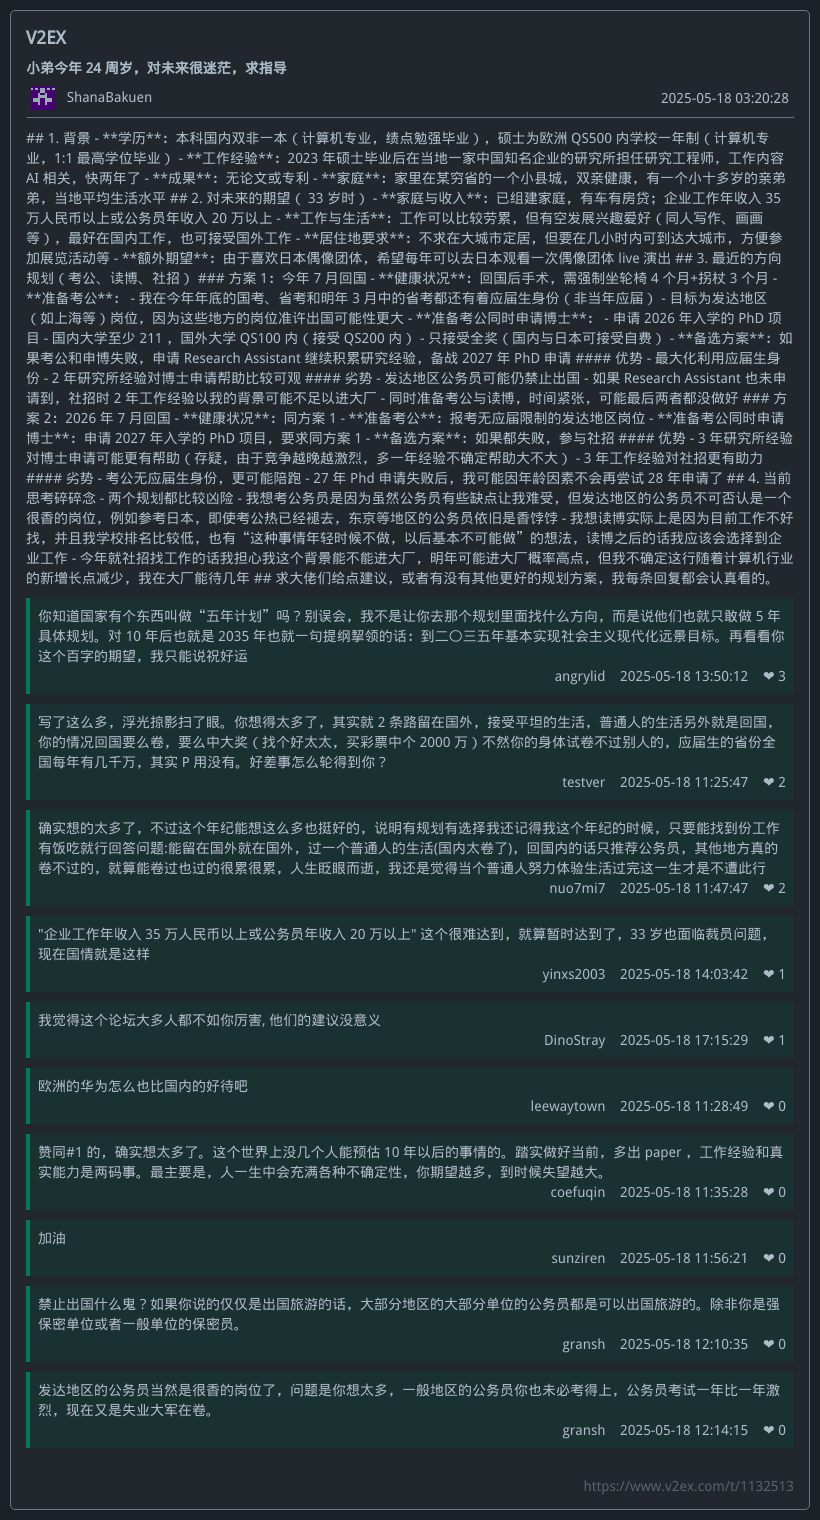 V2EX
小弟今年 24 周岁，对未来很迷茫，求指导
ShanaBakuen 2025-05-18 03:20:28
## 1. 背景 - **学历**：本科国内双非一本（计算机专业，绩点勉强毕业），硕士为欧洲 QS500 内学校一年制（计算机专
业，1:1 最高学位毕业） - **工作经验**：2023 年硕士毕业后在当地一家中国知名企业的研究所担任研究工程师，工作内容
AI 相关，快两年了 - **成果**：无论文或专利 - **家庭**：家里在某穷省的一个小县城，双亲健康，有一个小十多岁的亲弟
弟，当地平均生活水平 ## 2. 对未来的期望（ 33 岁时） - **家庭与收入**：已组建家庭，有车有房贷；企业工作年收入 35
万人民币以上或公务员年收入 20 万以上 - **工作与生活**：工作可以比较劳累，但有空发展兴趣爱好（同人写作、画画
等），最好在国内工作，也可接受国外工作 - **居住地要求**：不求在大城市定居，但要在几小时内可到达大城市，方便参
加展览活动等 - **额外期望**：由于喜欢日本偶像团体，希望每年可以去日本观看一次偶像团体 live 演出 ## 3. 最近的方向
规划（考公、读博、社招） ### 方案 1：今年 7 月回国 - **健康状况**：回国后手术，需强制坐轮椅 4 个月+拐杖 3 个月 -
**准备考公**： - 我在今年年底的国考、省考和明年 3 月中的省考都还有着应届生身份（非当年应届） - 目标为发达地区
（如上海等）岗位，因为这些地方的岗位准许出国可能性更大 - **准备考公同时申请博士**： - 申请 2026 年入学的 PhD 项
目 - 国内大学至少 211 ，国外大学 QS100 内（接受 QS200 内） - 只接受全奖（国内与日本可接受自费） - **备选方案**：如
果考公和申博失败，申请 Research Assistant 继续积累研究经验，备战 2027 年 PhD 申请 #### 优势 - 最大化利用应届生身
份 - 2 年研究所经验对博士申请帮助比较可观 #### 劣势 - 发达地区公务员可能仍禁止出国 - 如果 Research Assistant 也未申
请到，社招时 2 年工作经验以我的背景可能不足以进大厂 - 同时准备考公与读博，时间紧张，可能最后两者都没做好 ### 方
案 2：2026 年 7 月回国 - **健康状况**：同方案 1 - **准备考公**：报考无应届限制的发达地区岗位 - **准备考公同时申请
博士**：申请 2027 年入学的 PhD 项目，要求同方案 1 - **备选方案**：如果都失败，参与社招 #### 优势 - 3 年研究所经验
对博士申请可能更有帮助（存疑，由于竞争越晚越激烈，多一年经验不确定帮助大不大） - 3 年工作经验对社招更有助力
#### 劣势 - 考公无应届生身份，更可能陪跑 - 27 年 Phd 申请失败后，我可能因年龄因素不会再尝试 28 年申请了 ## 4. 当前
思考碎碎念 - 两个规划都比较凶险 - 我想考公务员是因为虽然公务员有些缺点让我难受，但发达地区的公务员不可否认是一个
很香的岗位，例如参考日本，即使考公热已经褪去，东京等地区的公务员依旧是香饽饽 - 我想读博实际上是因为目前工作不好
找，并且我学校排名比较低，也有“这种事情年轻时候不做，以后基本不可能做”的想法，读博之后的话我应该会选择到企
业工作 - 今年就社招找工作的话我担心我这个背景能不能进大厂，明年可能进大厂概率高点，但我不确定这行随着计算机行业
的新增长点减少，我在大厂能待几年 ## 求大佬们给点建议，或者有没有其他更好的规划方案，我每条回复都会认真看的。
你知道国家有个东西叫做“五年计划”吗？别误会，我不是让你去那个规划里面找什么方向，而是说他们也就只敢做 5 年
具体规划。对 10 年后也就是 2035 年也就一句提纲挈领的话：到二〇三五年基本实现社会主义现代化远景目标。再看看你
这个百字的期望，我只能说祝好运
angrylid 2025-05-18 13:50:12 ❤ 3
写了这么多，浮光掠影扫了眼。你想得太多了，其实就 2 条路留在国外，接受平坦的生活，普通人的生活另外就是回国，
你的情况回国要么卷，要么中大奖（找个好太太，买彩票中个 2000 万）不然你的身体试卷不过别人的，应届生的省份全
国每年有几千万，其实 P 用没有。好差事怎么轮得到你？
testver 2025-05-18 11:25:47 ❤ 2
确实想的太多了，不过这个年纪能想这么多也挺好的，说明有规划有选择我还记得我这个年纪的时候，只要能找到份工作
有饭吃就行回答问题:能留在国外就在国外，过一个普通人的生活(国内太卷了)，回国内的话只推荐公务员，其他地方真的
卷不过的，就算能卷过也过的很累很累，人生眨眼而逝，我还是觉得当个普通人努力体验生活过完这一生才是不遭此行
nuo7mi7 2025-05-18 11:47:47 ❤ 2
"企业工作年收入 35 万人民币以上或公务员年收入 20 万以上" 这个很难达到，就算暂时达到了，33 岁也面临裁员问题，
现在国情就是这样
yinxs2003 2025-05-18 14:03:42 ❤ 1
我觉得这个论坛大多人都不如你厉害, 他们的建议没意义
DinoStray 2025-05-18 17:15:29 ❤ 1
欧洲的华为怎么也比国内的好待吧
leewaytown 2025-05-18 11:28:49 ❤ 0
赞同#1 的，确实想太多了。这个世界上没几个人能预估 10 年以后的事情的。踏实做好当前，多出 paper ，工作经验和真
实能力是两码事。最主要是，人一生中会充满各种不确定性，你期望越多，到时候失望越大。
coefuqin 2025-05-18 11:35:28 ❤ 0
加油
sunziren 2025-05-18 11:56:21 ❤ 0
禁止出国什么鬼？如果你说的仅仅是出国旅游的话，大部分地区的大部分单位的公务员都是可以出国旅游的。除非你是强
保密单位或者一般单位的保密员。
gransh 2025-05-18 12:10:35 ❤ 0
发达地区的公务员当然是很香的岗位了，问题是你想太多，一般地区的公务员你也未必考得上，公务员考试一年比一年激
烈，现在又是失业大军在卷。
gransh 2025-05-18 12:14:15 ❤ 0
https://www.v2ex.com/t/1132513